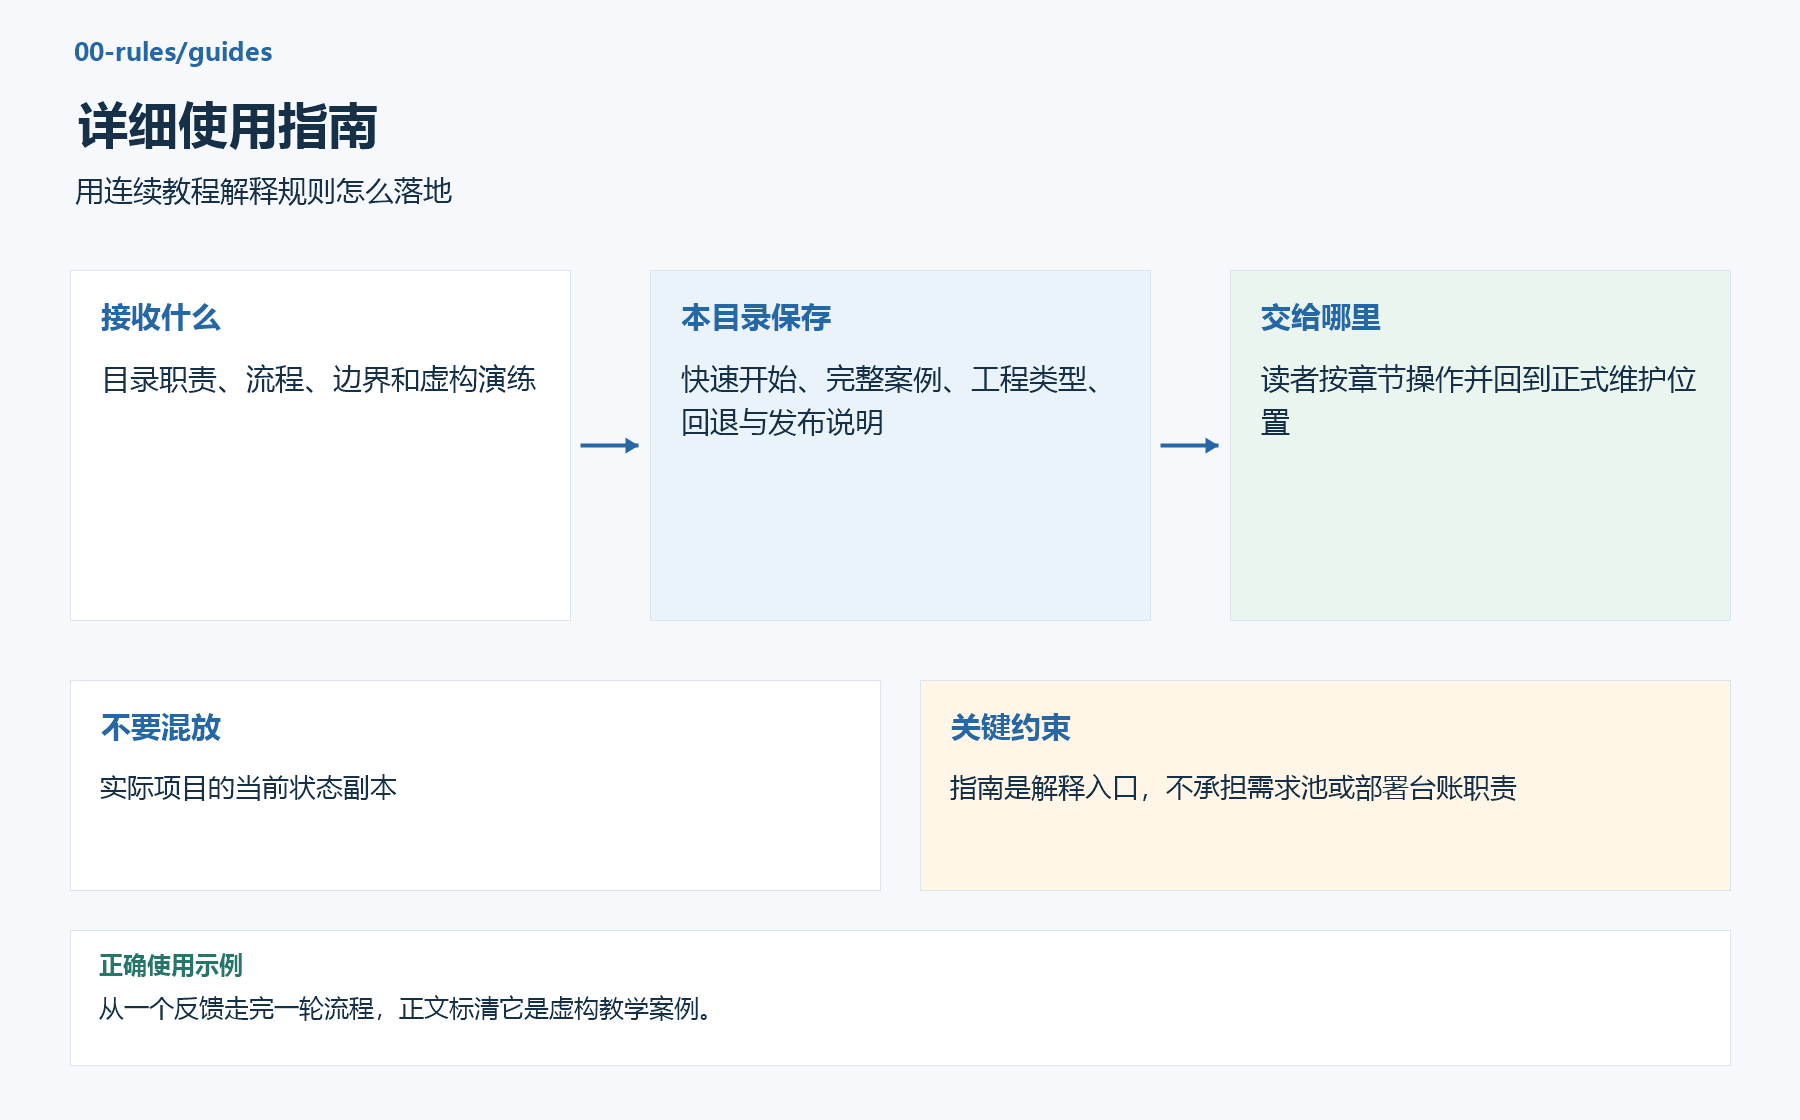 00-rules/guides
详细使用指南
用连续教程解释规则怎么落地
接收什么
目录职责、流程、边界和虚构演练
本目录保存
快速开始、完整案例、工程类型、
回退与发布说明
交给哪里
读者按章节操作并回到正式维护位
置
不要混放
实际项目的当前状态副本
关键约束
指南是解释入口，不承担需求池或部署台账职责
正确使用示例
从一个反馈走完一轮流程，正文标清它是虚构教学案例。